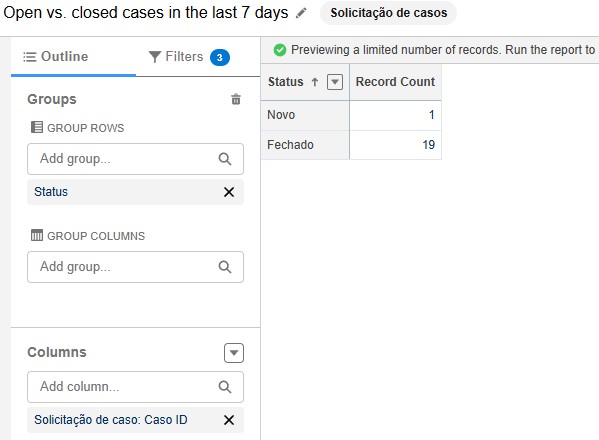 Open vs. closed cases in the last 7 days
Solicitação de casos
Outline
Filters 3
Previewing a limited number of records. Run the report to
Groups
GROUP ROWS
Add group...
Status
GROUP COLUMNS
Add group...
Columns
Add column...
Solicitação de caso: Caso ID
Status Record Count
Novo 1
Fechado 19